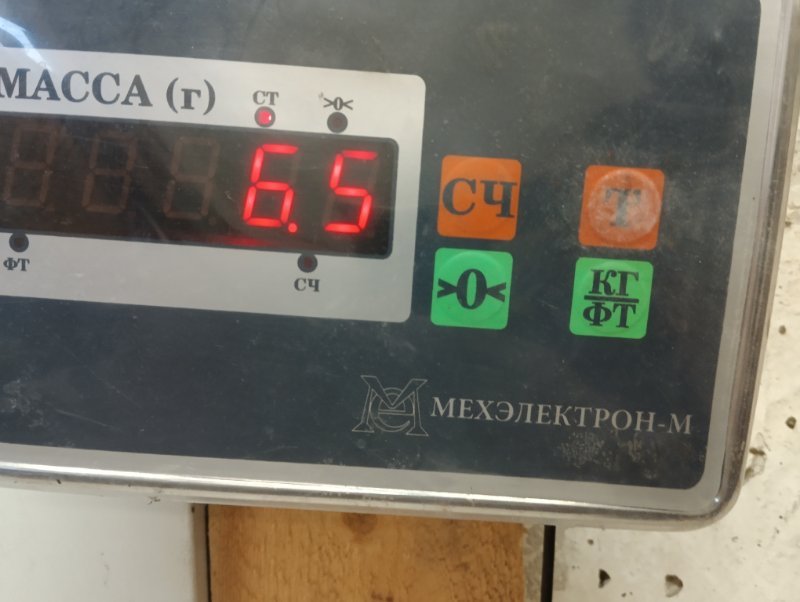 МАССА (г)
СТ >0<
6.5
ФТ СЧ
СЧ Т
>0< КГ
ФТ
МЕХЭЛЕКТРОН-М